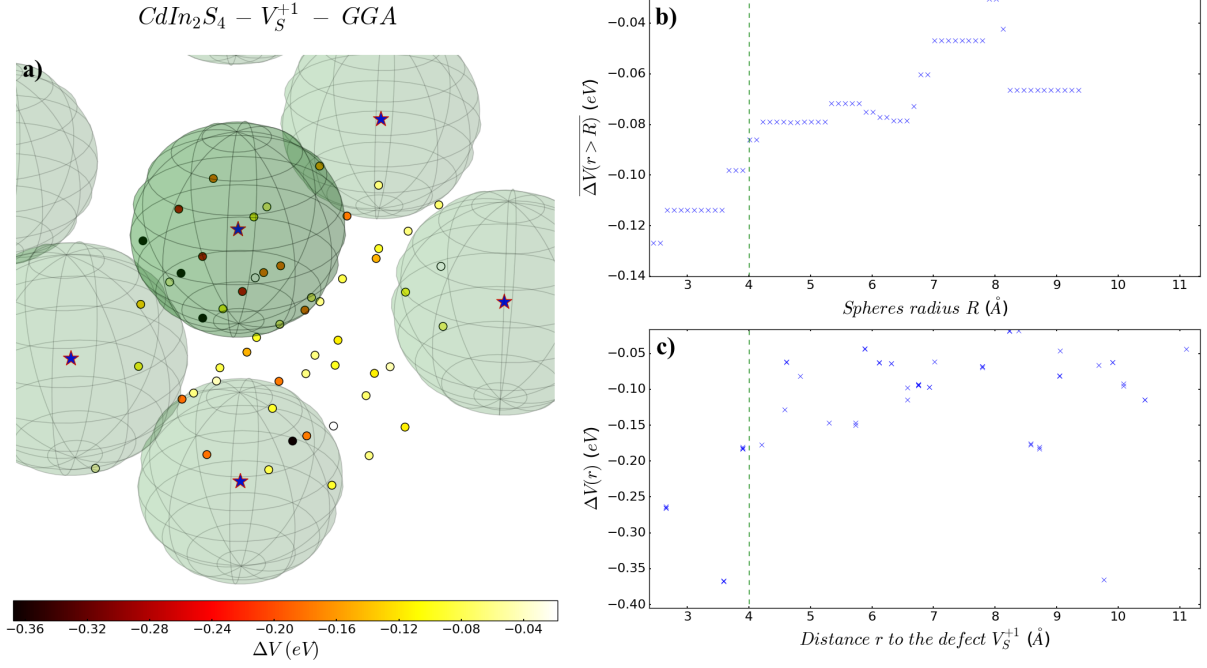 CdIn₂S₄ − V_S^{+1} − GGA
a)
−0.36 −0.32 −0.28 −0.24 −0.20 −0.16 −0.12 −0.08 −0.04
ΔV (eV)
b)
−0.04
−0.06
−0.08
−0.10
−0.12
−0.14
ΔV(r > R) (eV)
3 4 5 6 7 8 9 10 11
Spheres radius R (Å)
c)
−0.05
−0.10
−0.15
−0.20
−0.25
−0.30
−0.35
−0.40
ΔV(r) (eV)
3 4 5 6 7 8 9 10 11
Distance r to the defect V_S^{+1} (Å)